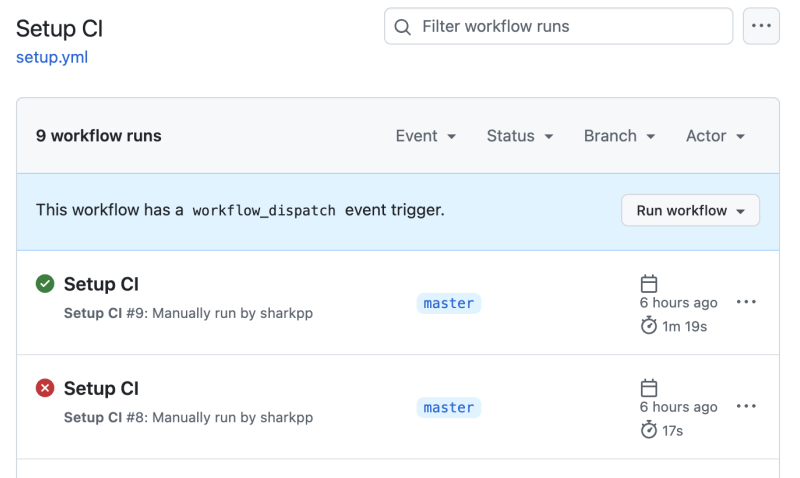 Setup CI
Filter workflow runs
setup.yml
9 workflow runs
Event
Status
Branch
Actor
This workflow has a workflow_dispatch event trigger.
Run workflow
Setup CI
Setup CI #9: Manually run by sharkpp
master
6 hours ago
1m 19s
Setup CI
Setup CI #8: Manually run by sharkpp
master
6 hours ago
17s